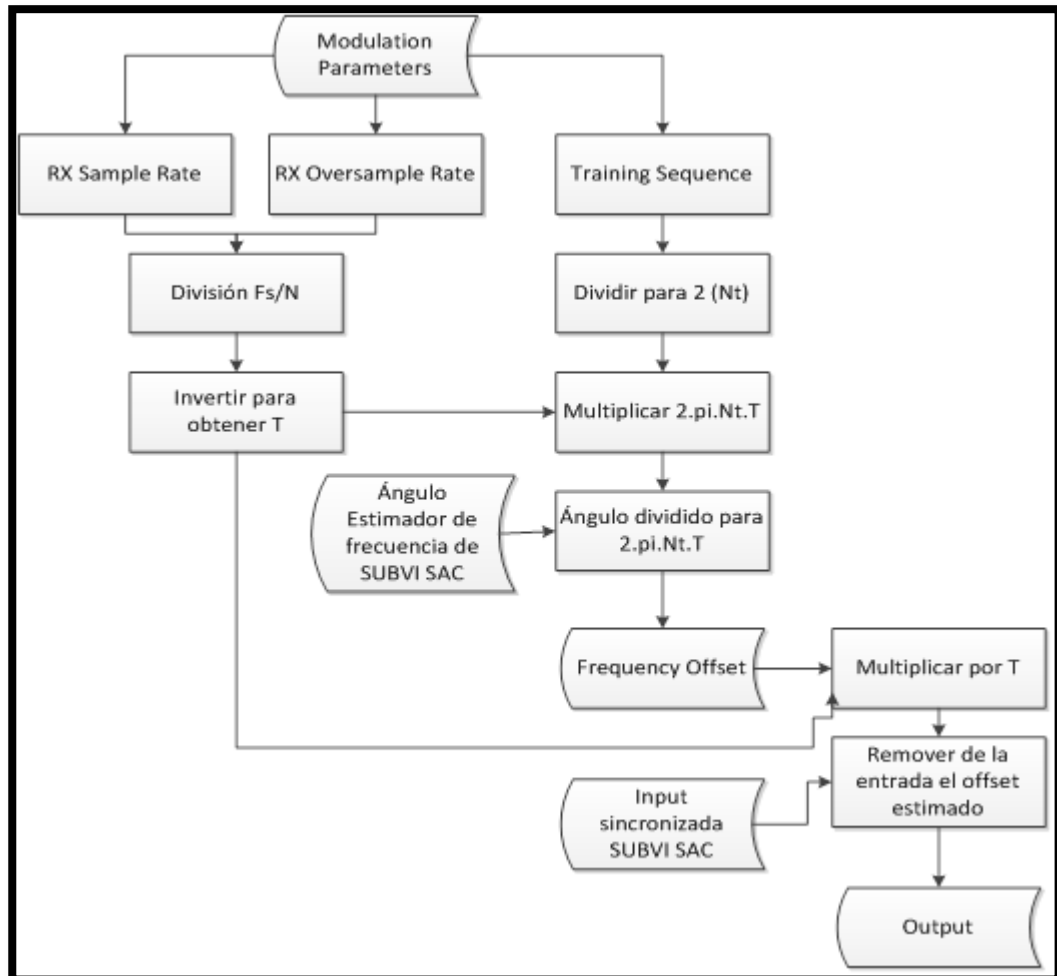 Modulation
Parameters
RX Sample Rate
RX Oversample Rate
Training Sequence
División Fs/N
Dividir para 2 (Nt)
Invertir para
obtener T
Multiplicar 2.pi.Nt.T
Ángulo
Estimador de
frecuencia de
SUBVI SAC
Ángulo dividido para
2.pi.Nt.T
Frequency Offset
Multiplicar por T
Remover de la
entrada el offset
estimado
Input
sincronizada
SUBVI SAC
Output